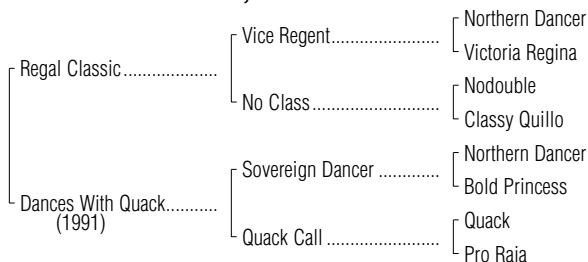 Northern Dancer
Vice Regent
Victoria Regina
Regal Classic
Nodouble
No Class
Classy Quillo
Northern Dancer
Sovereign Dancer
Bold Princess
Dances With Quack
(1991)
Quack
Quack Call
Pro Raja